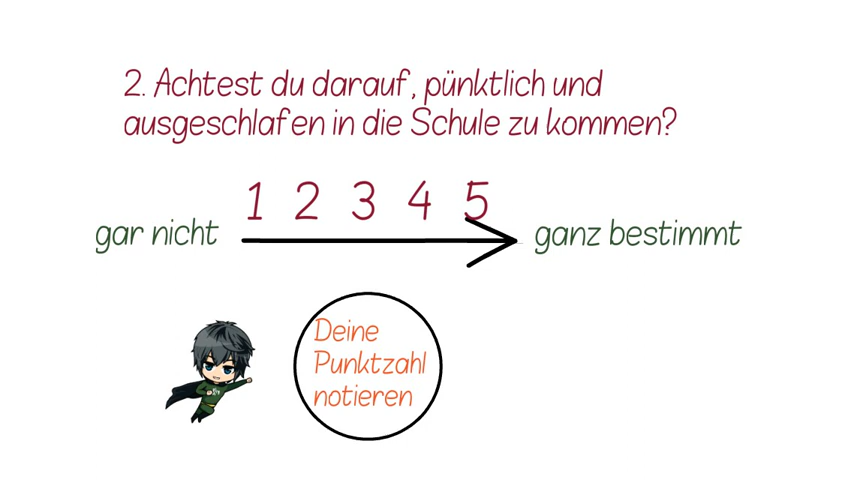 2. Achtest du darauf, pünktlich und
ausgeschlafen in die Schule zu kommen?
1 2 3 4 5
gar nicht
ganz bestimmt
Deine
Punktzahl
notieren